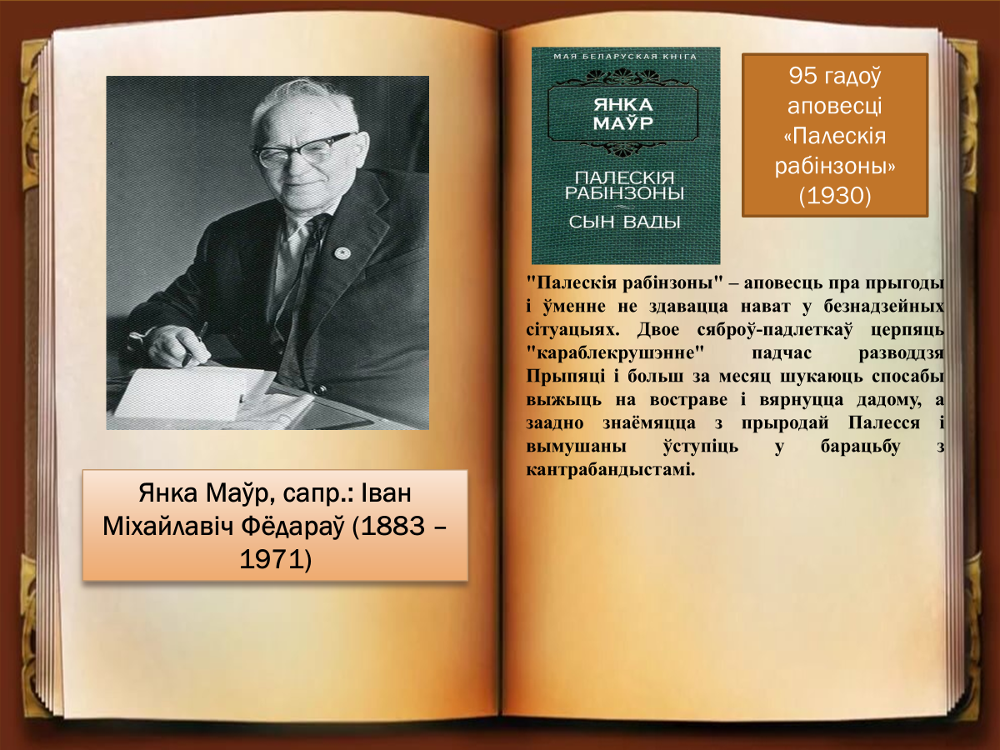 МАЯ БЕЛАРУСКАЯ КНІГА
ЯНКА
МАЎР
ПАЛЕСКІЯ
РАБІНЗОНЫ
СЫН ВАДЫ
95 гадоў
аповесці
«Палескія
рабінзоны»
(1930)
"Палескія рабінзоны" – аповесць пра прыгоды
і ўменне не здавацца нават у безнадзейных
сітуацыях. Двое сяброў-падлеткаў церпяць
"караблекрушэнне" падчас разводдзя
Прыпяці і больш за месяц шукаюць спосабы
выжыць на востраве і вярнуцца дадому, а
заадно знаёмяцца з прыродай Палесся і
вымушаны ўступіць у барацьбу з
кантрабандыстамі.
Янка Маўр, сапр.: Іван
Міхайлавіч Фёдараў (1883 –
1971)